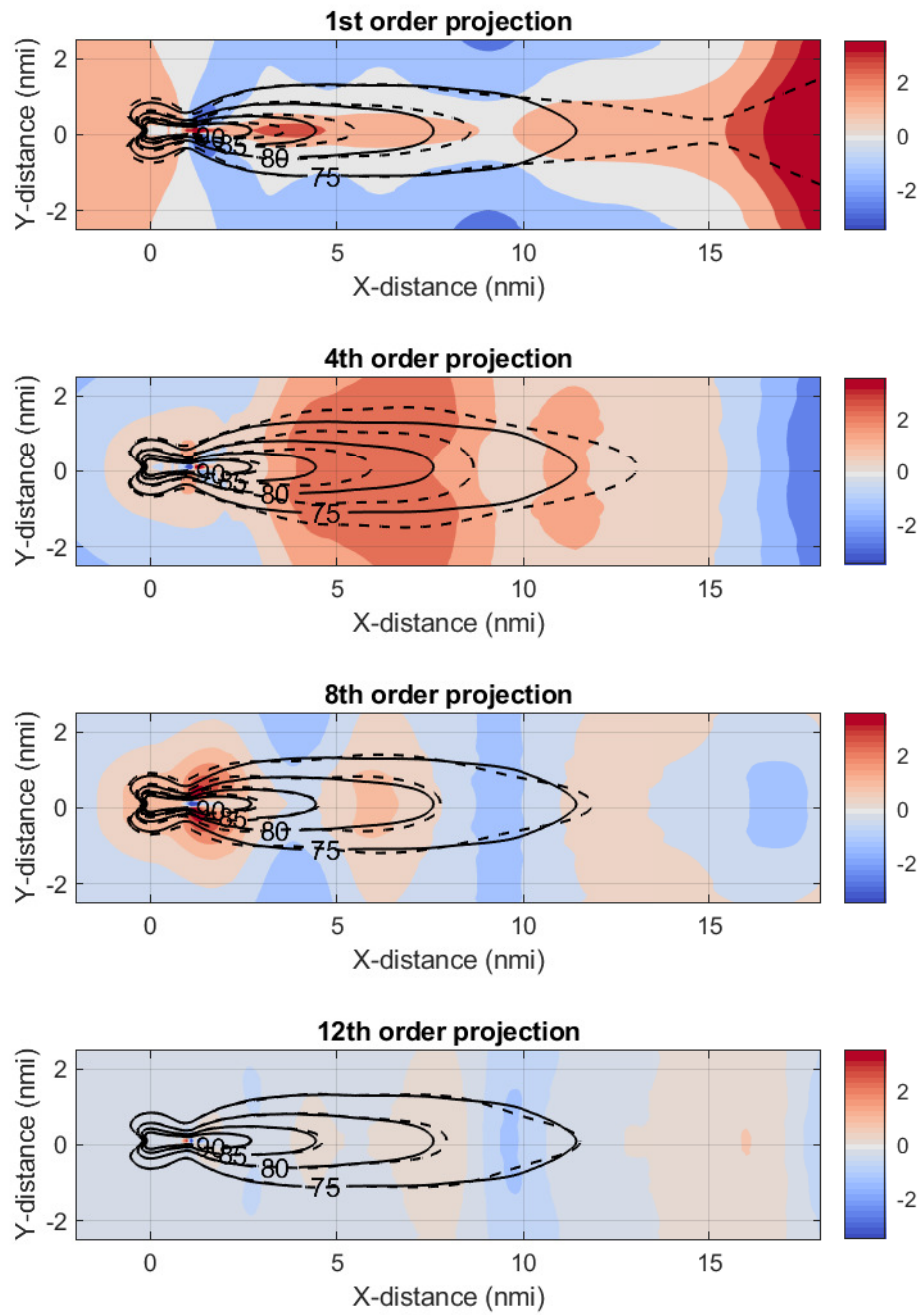 1st order projection
2
0
-2
Y-distance (nmi)
90
85
80
75
0 5 10 15
X-distance (nmi)
2
0
-2
4th order projection
2
0
-2
Y-distance (nmi)
90
85
80
75
0 5 10 15
X-distance (nmi)
2
0
-2
8th order projection
2
0
-2
Y-distance (nmi)
90
85
80
75
0 5 10 15
X-distance (nmi)
2
0
-2
12th order projection
2
0
-2
Y-distance (nmi)
90
85
80
75
0 5 10 15
X-distance (nmi)
2
0
-2